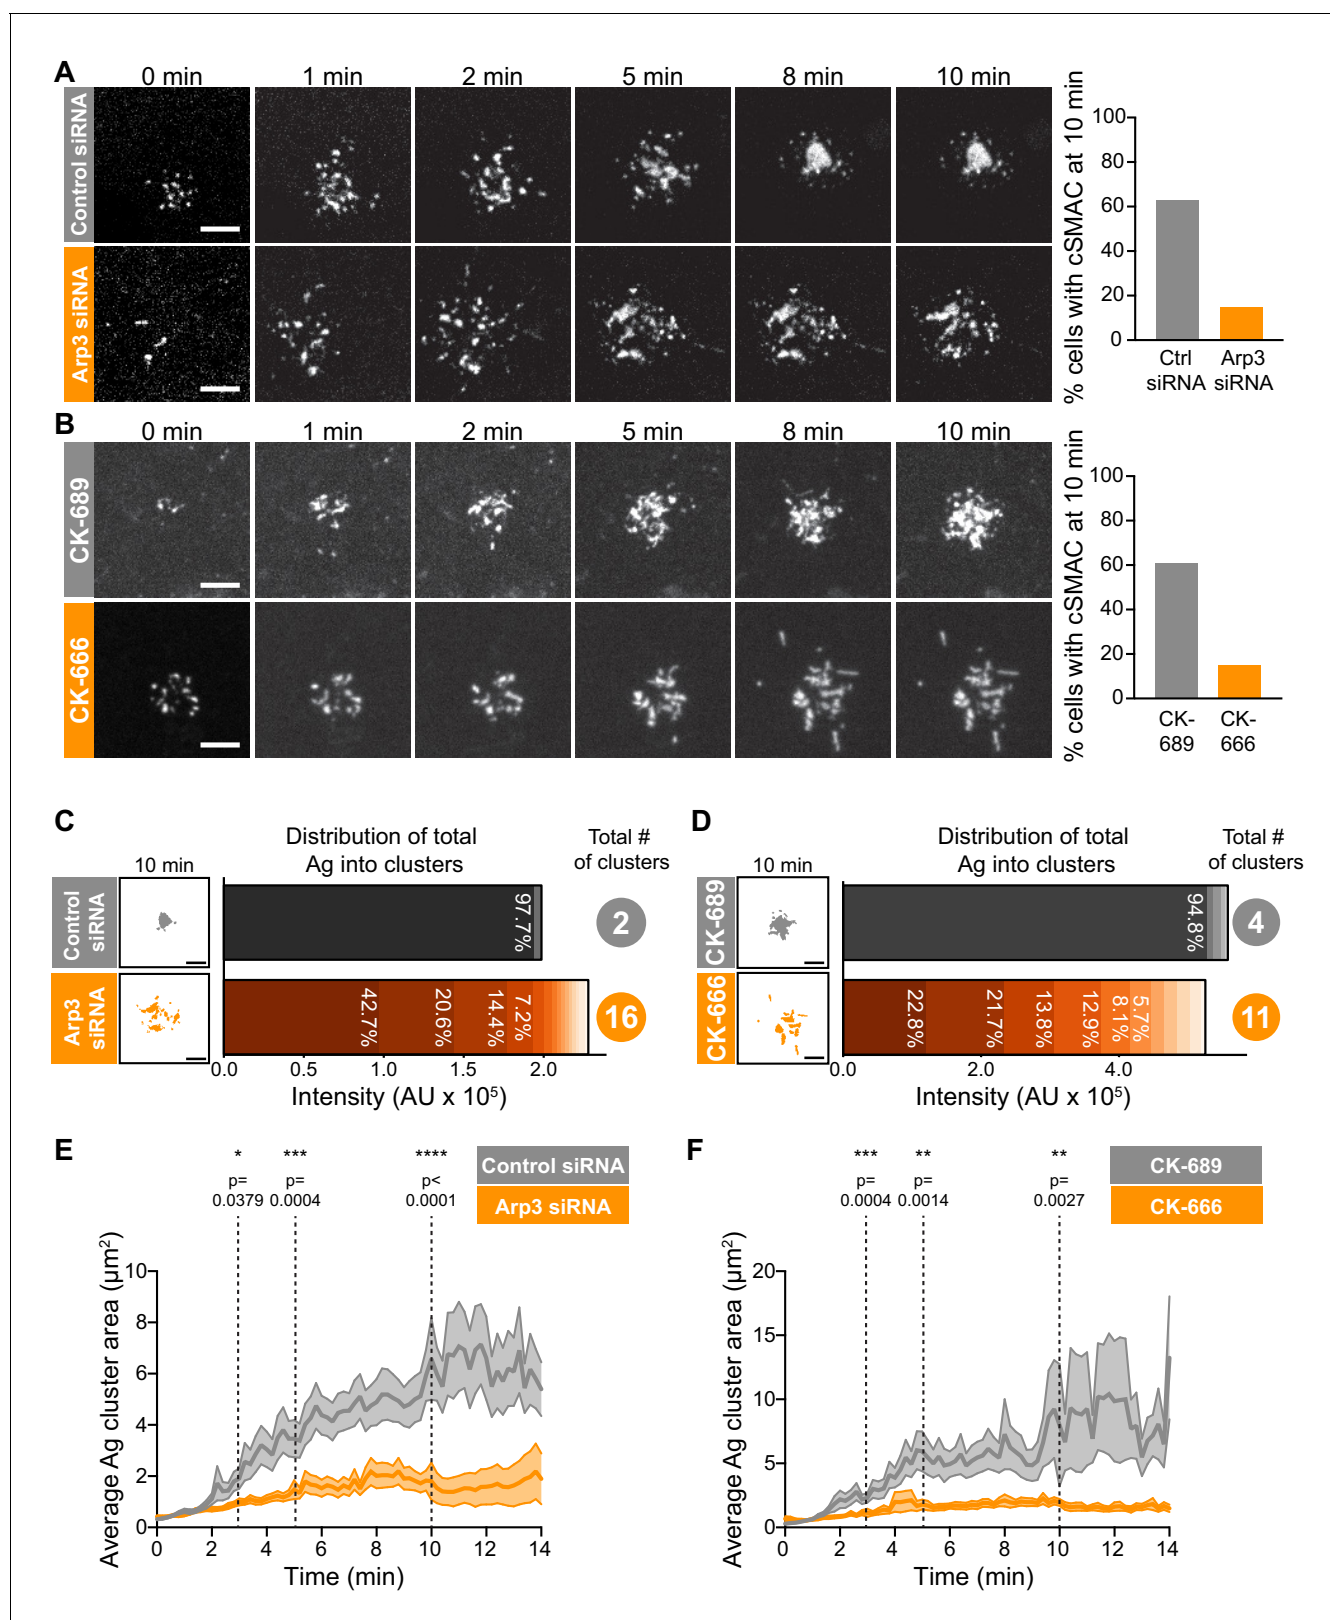 A
0 min 1 min 2 min 5 min 8 min 10 min
Control siRNA
Arp3 siRNA
% cells with cSMAC at 10 min
100
80
60
40
20
0
Ctrl siRNA
Arp3 siRNA
B
0 min 1 min 2 min 5 min 8 min 10 min
CK-689
CK-666
% cells with cSMAC at 10 min
100
80
60
40
20
0
CK-689
CK-666
C
Distribution of total
Ag into clusters
Total #
of clusters
10 min
Control
siRNA
97.7%
2
Arp3
siRNA
42.7% 20.6% 14.4% 7.2%
16
0.0 0.5 1.0 1.5 2.0
Intensity (AU x 10⁵)
D
Distribution of total
Ag into clusters
Total #
of clusters
10 min
CK-689
94.8%
4
CK-666
22.8% 21.7% 13.8% 12.9% 8.1% 5.7%
11
0.0 2.0 4.0
Intensity (AU x 10⁵)
E
* *** ****
p= p= p<
0.0379 0.0004 0.0001
Control siRNA
Arp3 siRNA
Average Ag cluster area (µm²)
10
8
6
4
2
0
0 2 4 6 8 10 12 14
Time (min)
F
*** ** **
p= p= p=
0.0004 0.0014 0.0027
CK-689
CK-666
Average Ag cluster area (µm²)
20
15
10
5
0
0 2 4 6 8 10 12 14
Time (min)